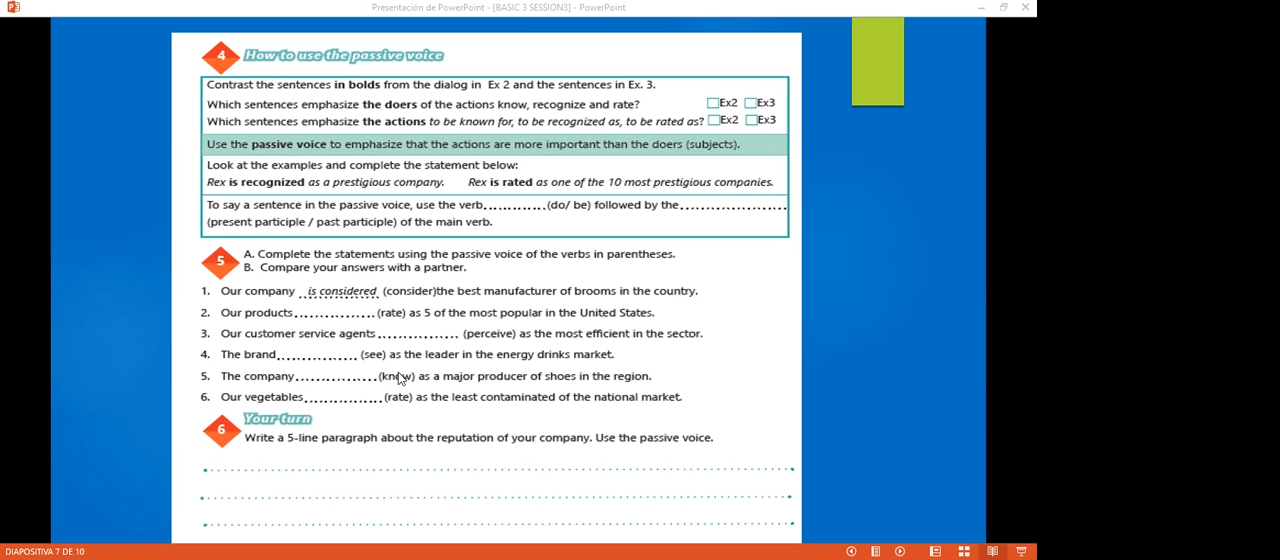 Presentación de PowerPoint - [BASIC 3 SESSION3] - PowerPoint
4 How to use the passive voice
Contrast the sentences in bolds from the dialog in Ex 2 and the sentences in Ex. 3.
Which sentences emphasize the doers of the actions know, recognize and rate? Ex2 Ex3
Which sentences emphasize the actions to be known for, to be recognized as, to be rated as? Ex2 Ex3
Use the passive voice to emphasize that the actions are more important than the doers (subjects).
Look at the examples and complete the statement below:
Rex is recognized as a prestigious company. Rex is rated as one of the 10 most prestigious companies.
To say a sentence in the passive voice, use the verb............(do/ be) followed by the.....................
(present participle / past participle) of the main verb.
5 A. Complete the statements using the passive voice of the verbs in parentheses.
B. Compare your answers with a partner.
1. Our company is considered (consider)the best manufacturer of brooms in the country.
2. Our products................(rate) as 5 of the most popular in the United States.
3. Our customer service agents ................ (perceive) as the most efficient in the sector.
4. The brand................ (see) as the leader in the energy drinks market.
5. The company................(know) as a major producer of shoes in the region.
6. Our vegetables................(rate) as the least contaminated of the national market.
6 Your turn
Write a 5-line paragraph about the reputation of your company. Use the passive voice.
DIAPOSITIVA 7 DE 10